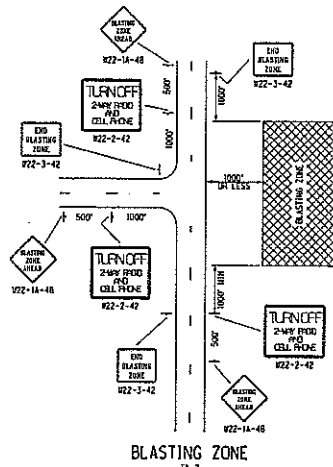 BLASTING
ZONE
AHEAD
W22-1A-48
500'
TURN OFF
2-WAY RADIO
AND
CELL PHONE
W22-2-42
1000'
END
BLASTING
ZONE
W22-3-42
END
BLASTING
ZONE
W22-3-42
1000'
1000'
OR LESS
BLASTING ZONE
500'
1000'
BLASTING
ZONE
AHEAD
W22-1A-48
TURN OFF
2-WAY RADIO
AND
CELL PHONE
W22-2-42
1000' MIN
500'
TURN OFF
2-WAY RADIO
AND
CELL PHONE
W22-2-42
END
BLASTING
ZONE
W22-3-42
BLASTING
ZONE
AHEAD
W22-1A-48
BLASTING ZONE